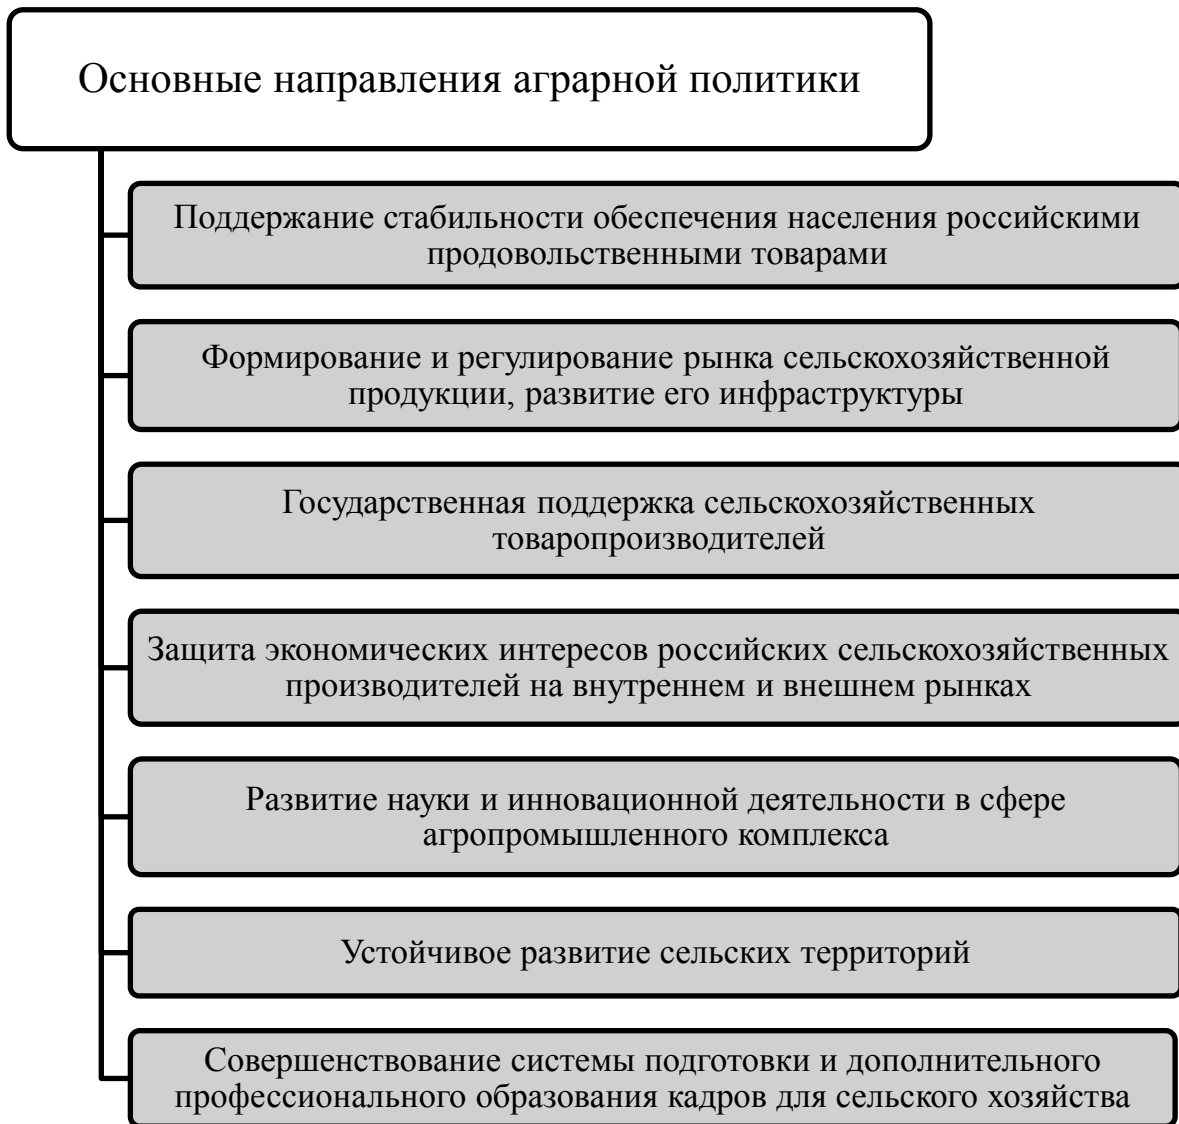 Основные направления аграрной политики
Поддержание стабильности обеспечения населения российскими
продовольственными товарами
Формирование и регулирование рынка сельскохозяйственной
продукции, развитие его инфраструктуры
Государственная поддержка сельскохозяйственных
товаропроизводителей
Защита экономических интересов российских сельскохозяйственных
производителей на внутреннем и внешнем рынках
Развитие науки и инновационной деятельности в сфере
агропромышленного комплекса
Устойчивое развитие сельских территорий
Совершенствование системы подготовки и дополнительного
профессионального образования кадров для сельского хозяйства